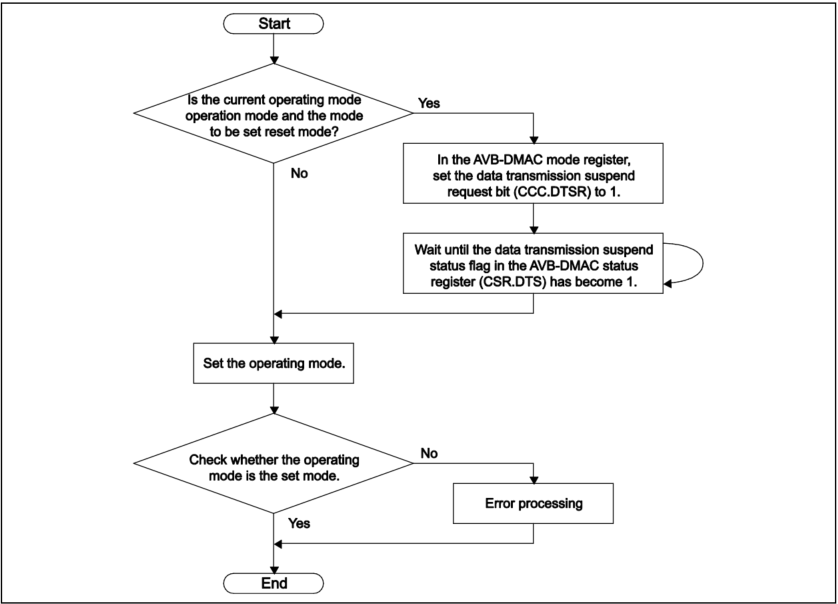 Start
Is the current operating mode
operation mode and the mode
to be set reset mode?
Yes
No
In the AVB-DMAC mode register,
set the data transmission suspend
request bit (CCC.DTSR) to 1.
Wait until the data transmission suspend
status flag in the AVB-DMAC status
register (CSR.DTS) has become 1.
Set the operating mode.
Check whether the operating
mode is the set mode.
No
Yes
Error processing
End